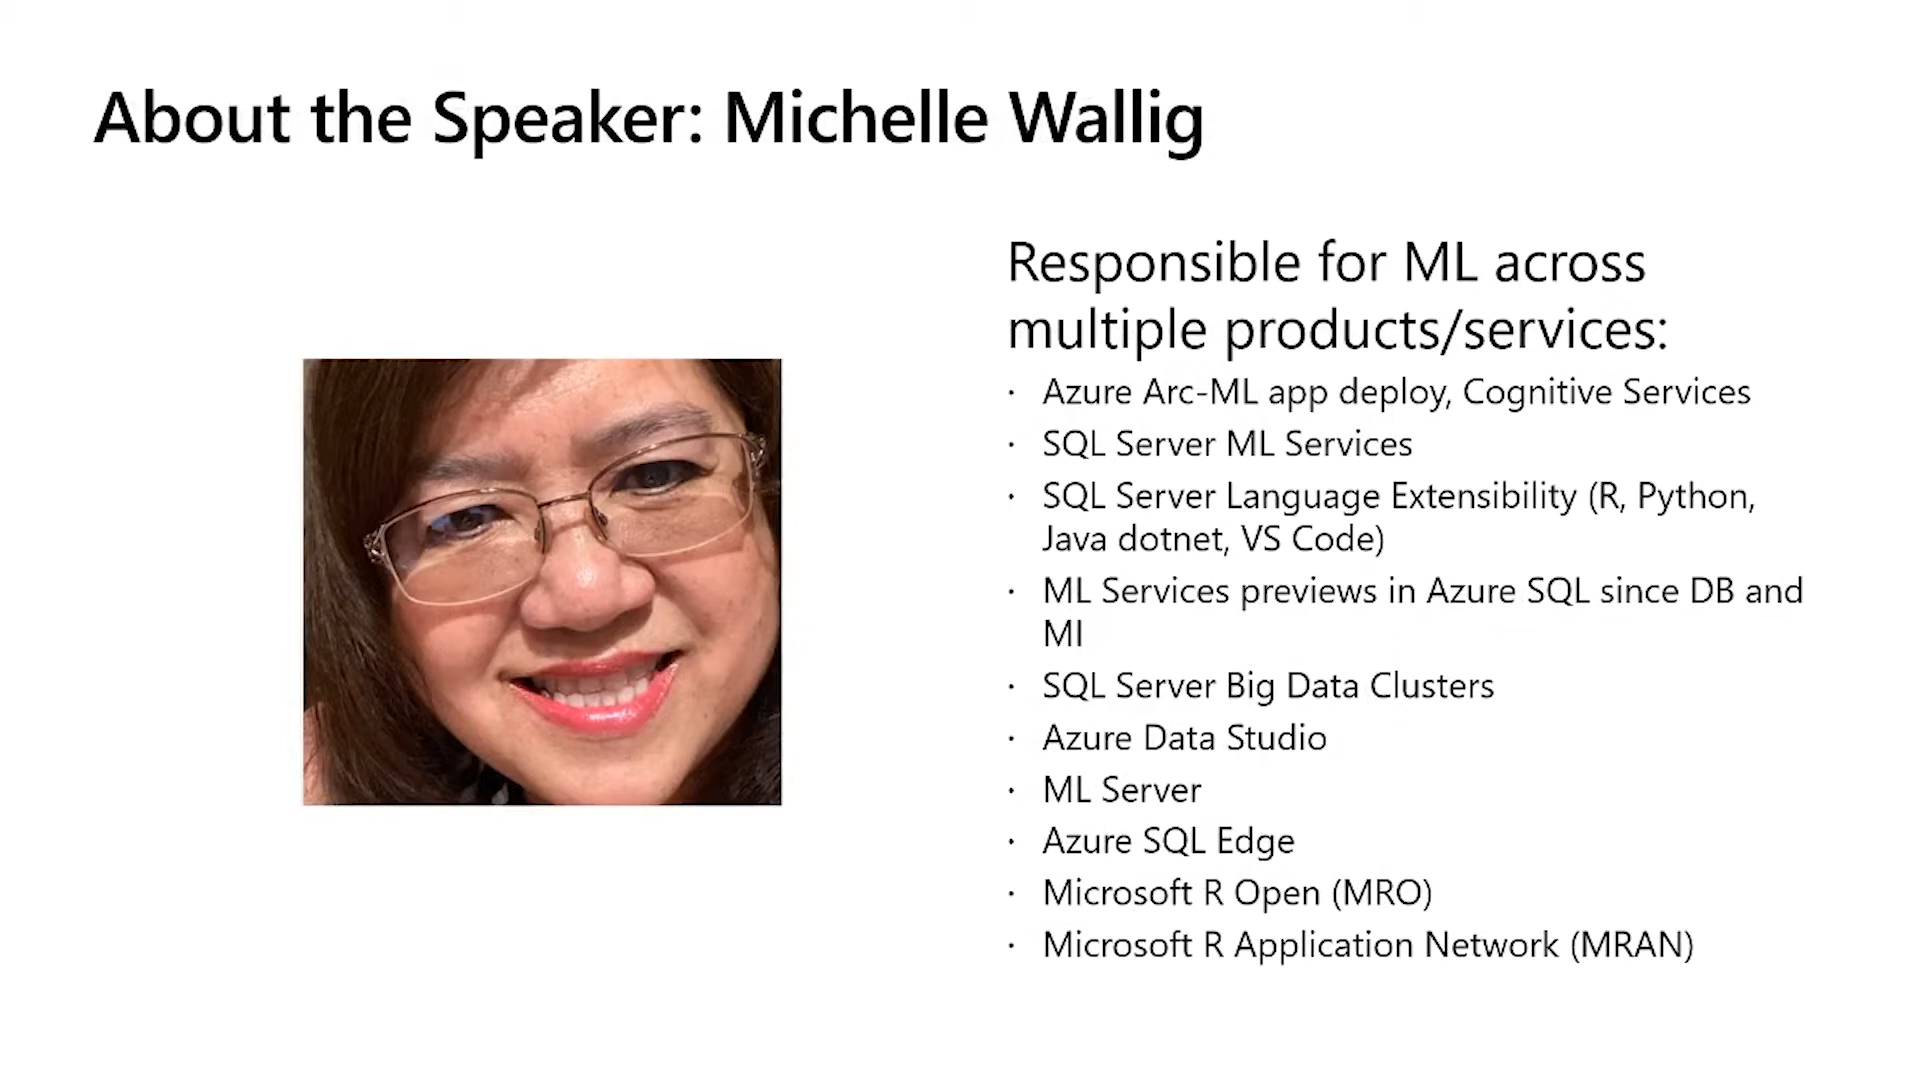 About the Speaker: Michelle Wallig
Responsible for ML across
multiple products/services:
· Azure Arc-ML app deploy, Cognitive Services
· SQL Server ML Services
· SQL Server Language Extensibility (R, Python,
Java dotnet, VS Code)
· ML Services previews in Azure SQL since DB and
MI
· SQL Server Big Data Clusters
· Azure Data Studio
· ML Server
· Azure SQL Edge
· Microsoft R Open (MRO)
· Microsoft R Application Network (MRAN)